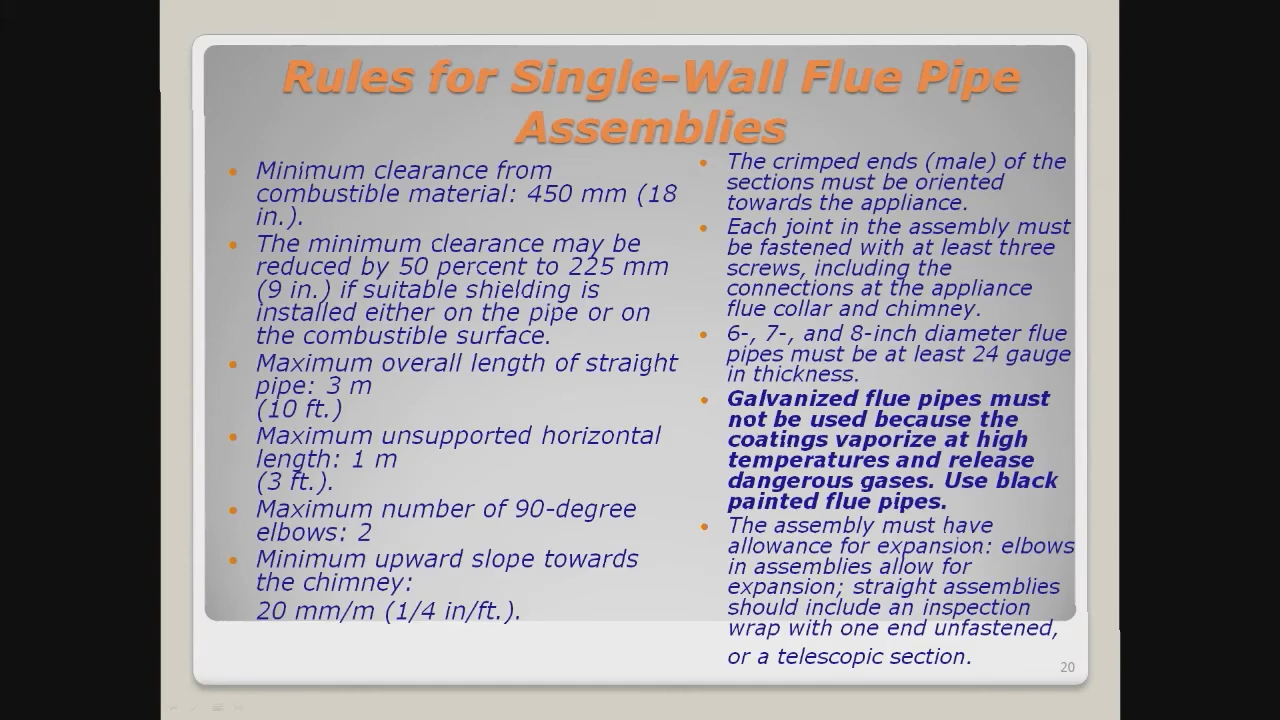 Rules for Single-Wall Flue Pipe
Assemblies
• Minimum clearance from
combustible material: 450 mm (18
in.).
• The minimum clearance may be
reduced by 50 percent to 225 mm
(9 in.) if suitable shielding is
installed either on the pipe or on
the combustible surface.
• Maximum overall length of straight
pipe: 3 m
(10 ft.)
• Maximum unsupported horizontal
length: 1 m
(3 ft.).
• Maximum number of 90-degree
elbows: 2
• Minimum upward slope towards
the chimney:
20 mm/m (1/4 in/ft.).
• The crimped ends (male) of the
sections must be oriented
towards the appliance.
• Each joint in the assembly must
be fastened with at least three
screws, including the
connections at the appliance
flue collar and chimney.
• 6-, 7-, and 8-inch diameter flue
pipes must be at least 24 gauge
in thickness.
• Galvanized flue pipes must
not be used because the
coatings vaporize at high
temperatures and release
dangerous gases. Use black
painted flue pipes.
• The assembly must have
allowance for expansion: elbows
in assemblies allow for
expansion; straight assemblies
should include an inspection
wrap with one end unfastened,
or a telescopic section.
20